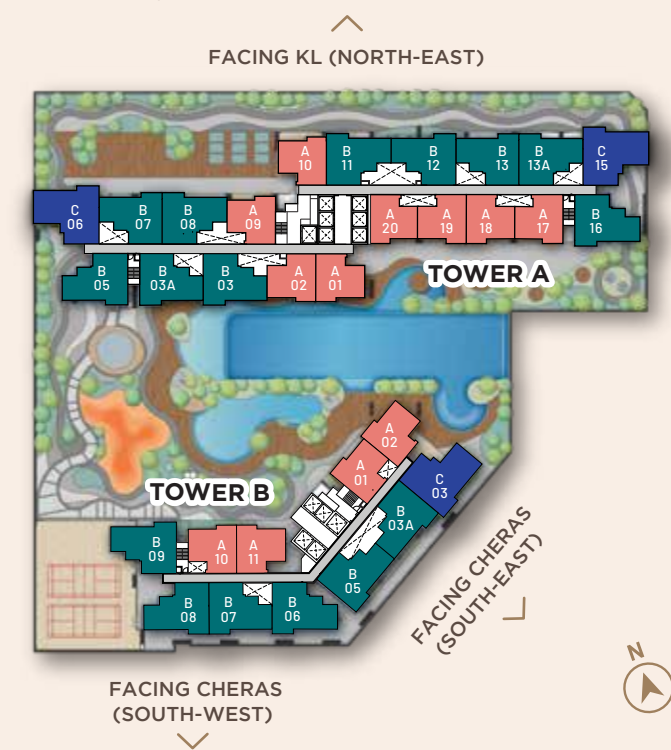 FACING KL (NORTH-EAST)
A
10
B
11
B
12
B
13
B
13A
C
15
C
06
B
07
B
08
A
09
A
20
A
19
A
18
A
17
B
16
B
05
B
03A
B
03
A
02
A
01
TOWER A
A
02
A
01
C
03
TOWER B
B
03A
B
09
A
10
A
11
B
05
B
08
B
07
B
06
FACING CHERAS
(SOUTH-EAST)
FACING CHERAS
(SOUTH-WEST)
N